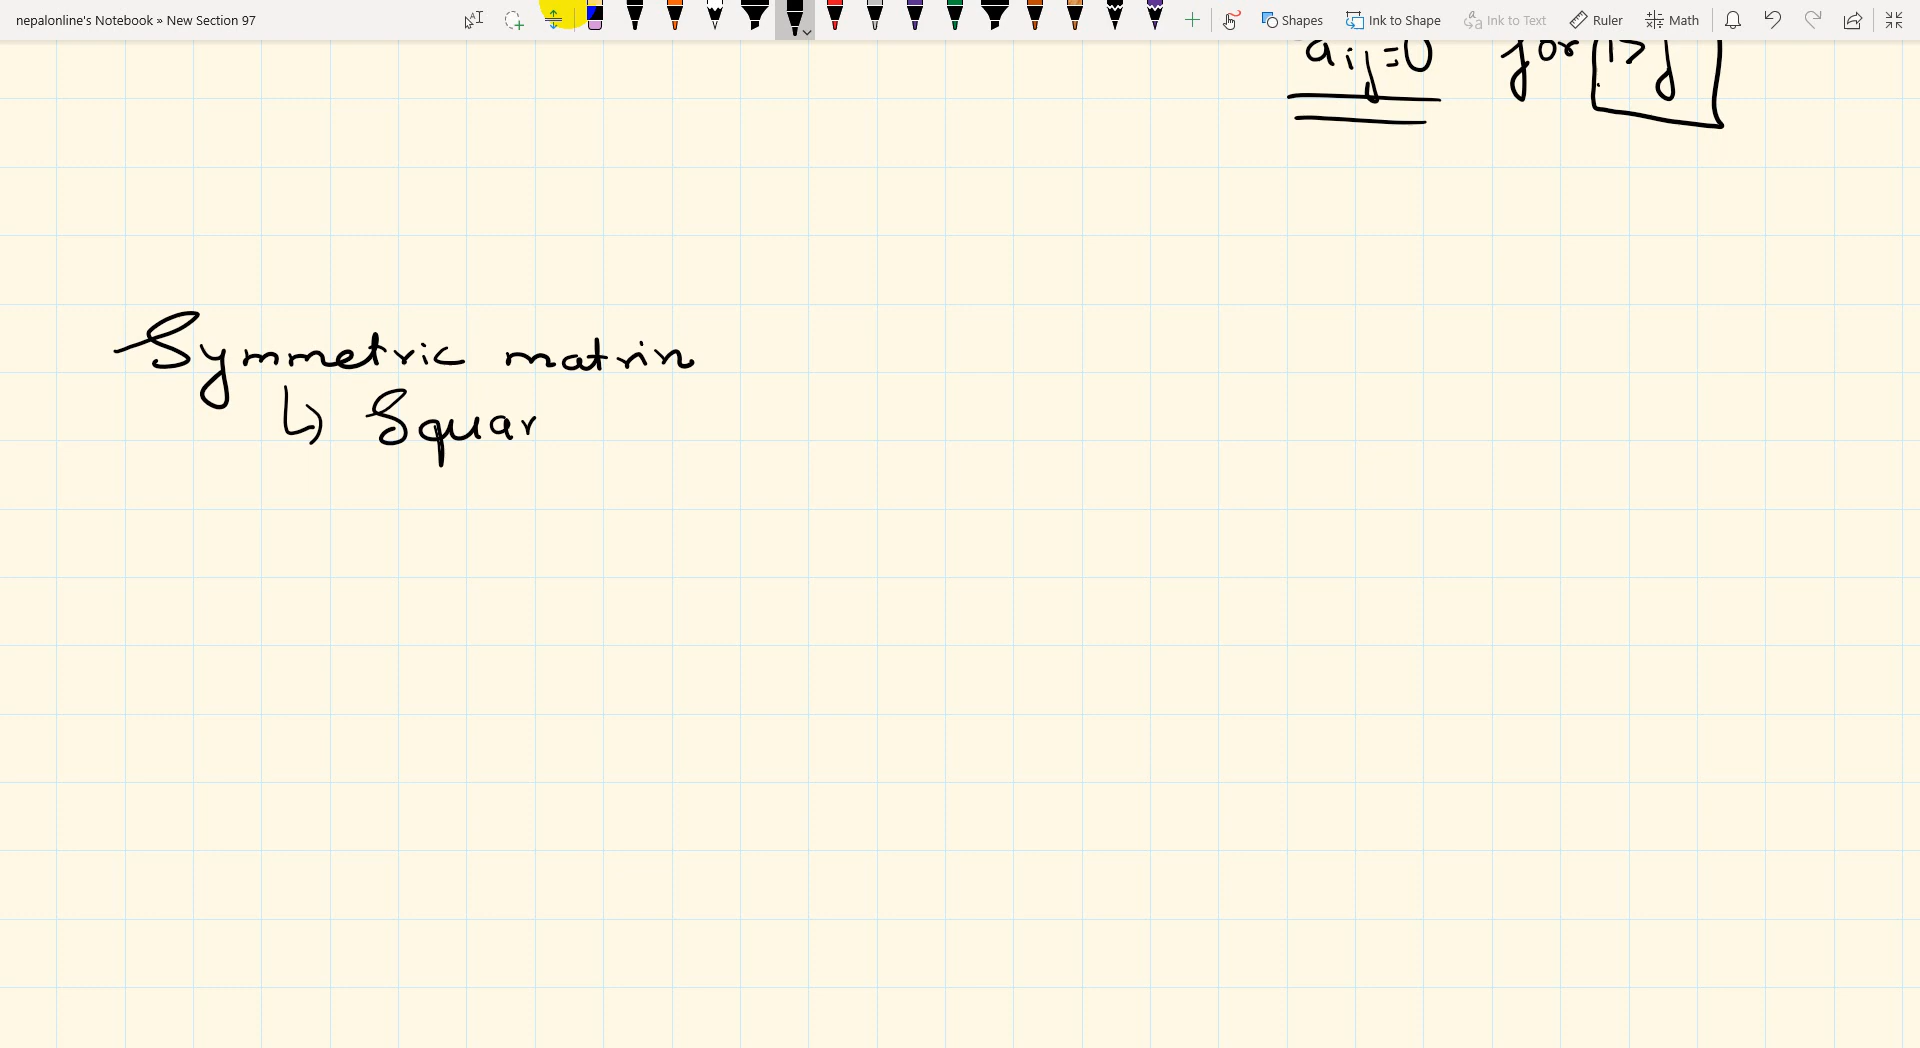 nepalonline's Notebook » New Section 97
Shapes
Ink to Shape
Ink to Text
Ruler
Math
aij=0 for i>j
Symmetric matrix
↳ Squar